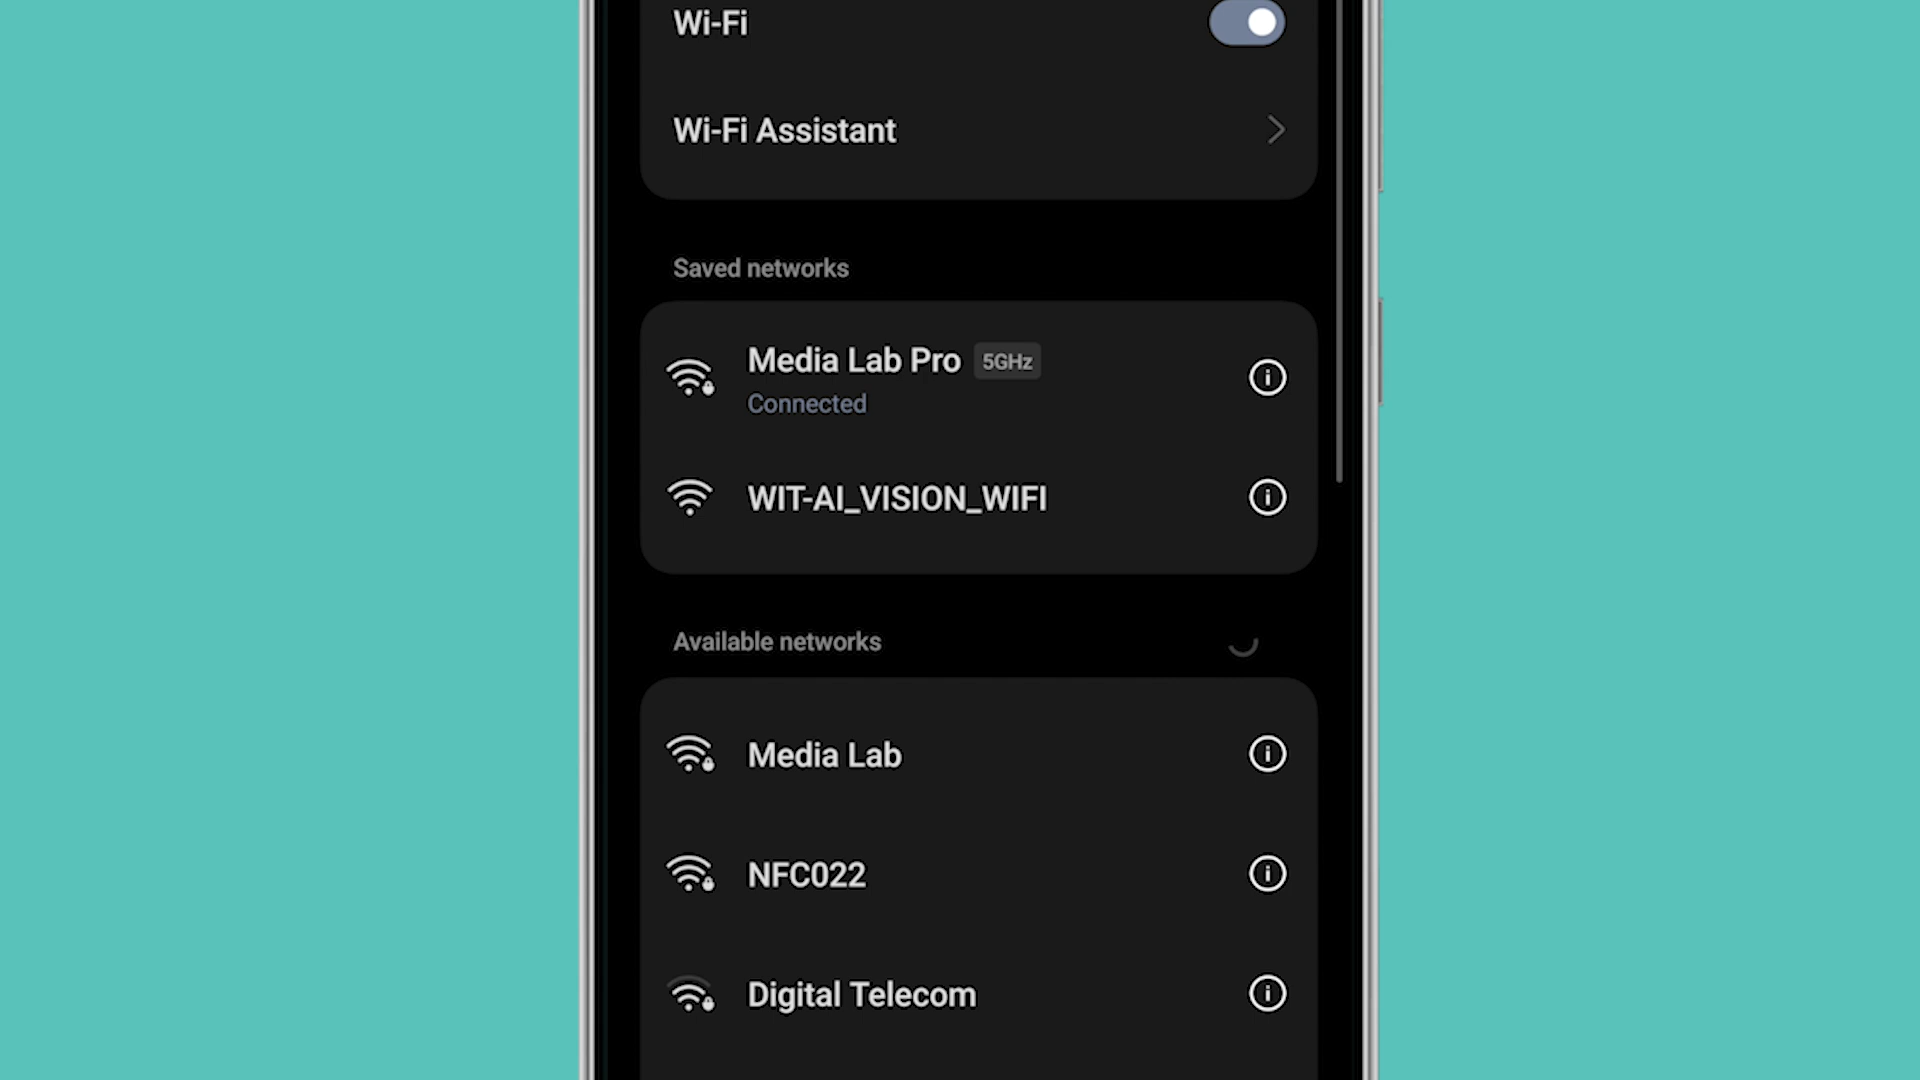 Wi-Fi
Wi-Fi Assistant
Saved networks
Media Lab Pro 5GHz
Connected
WIT-AI_VISION_WIFI
Available networks
Media Lab
NFC022
Digital Telecom